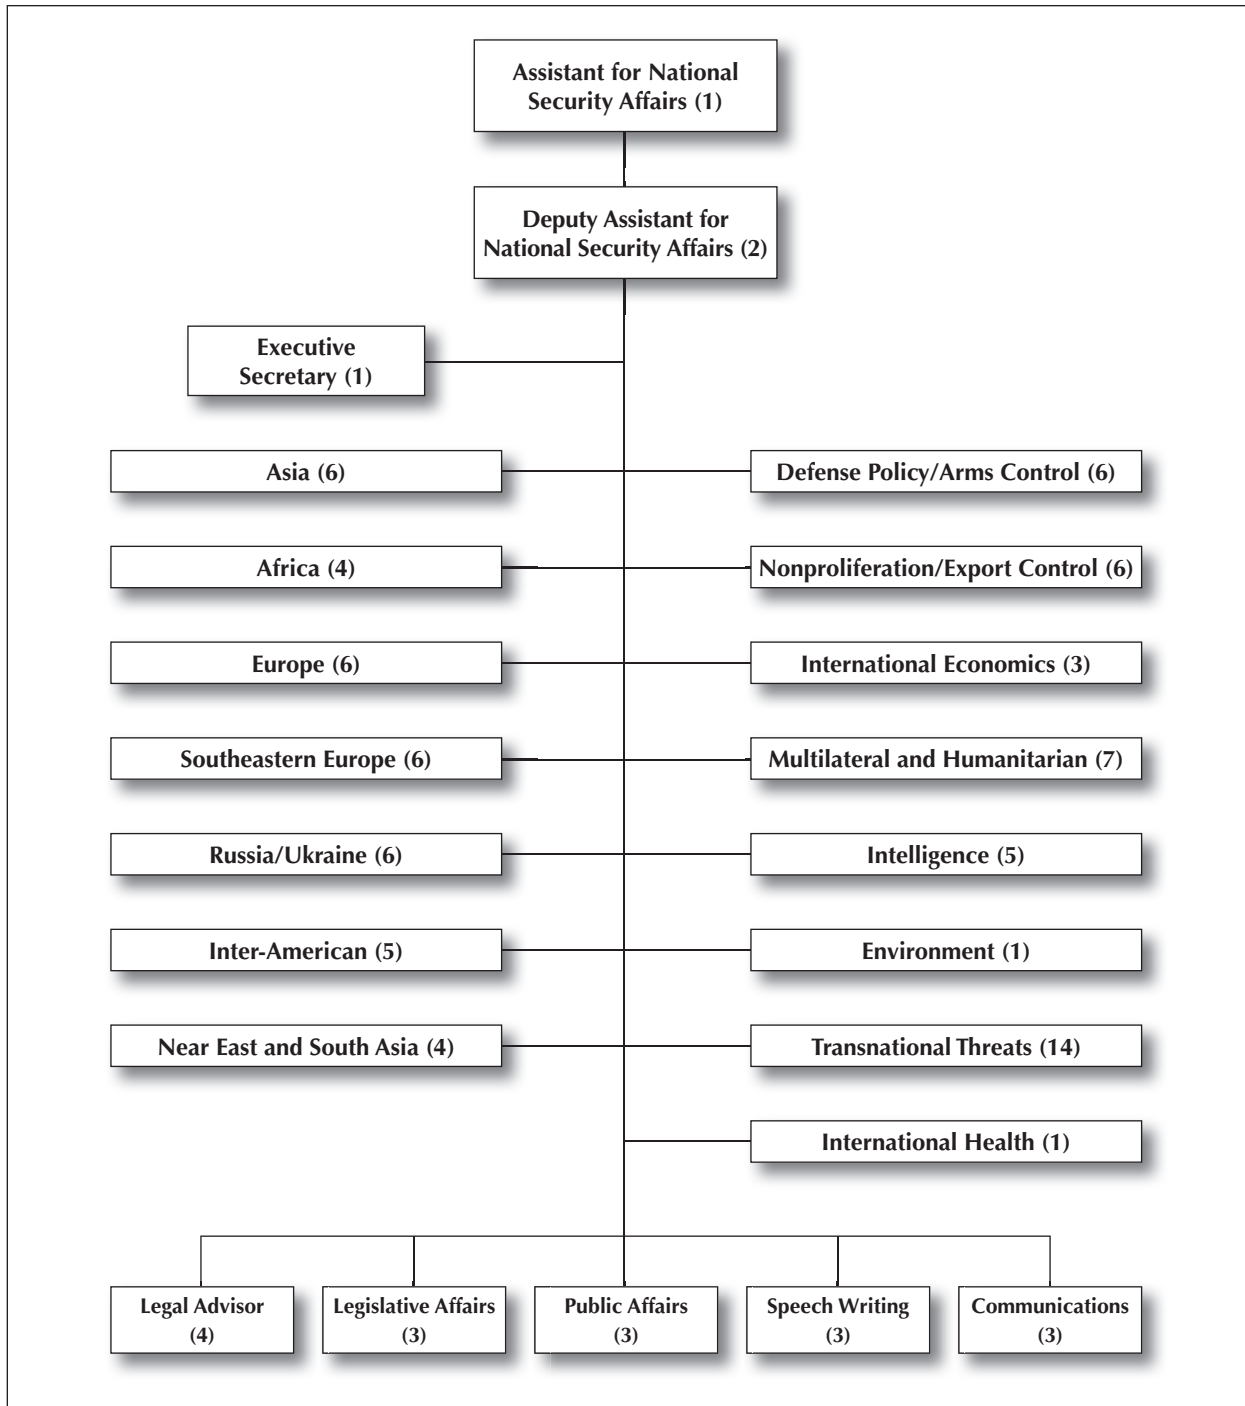 Assistant for National
Security Affairs (1)
Deputy Assistant for
National Security Affairs (2)
Executive
Secretary (1)
Asia (6)
Defense Policy/Arms Control (6)
Africa (4)
Nonproliferation/Export Control (6)
Europe (6)
International Economics (3)
Southeastern Europe (6)
Multilateral and Humanitarian (7)
Russia/Ukraine (6)
Intelligence (5)
Inter-American (5)
Environment (1)
Near East and South Asia (4)
Transnational Threats (14)
International Health (1)
Legal Advisor
(4)
Legislative Affairs
(3)
Public Affairs
(3)
Speech Writing
(3)
Communications
(3)